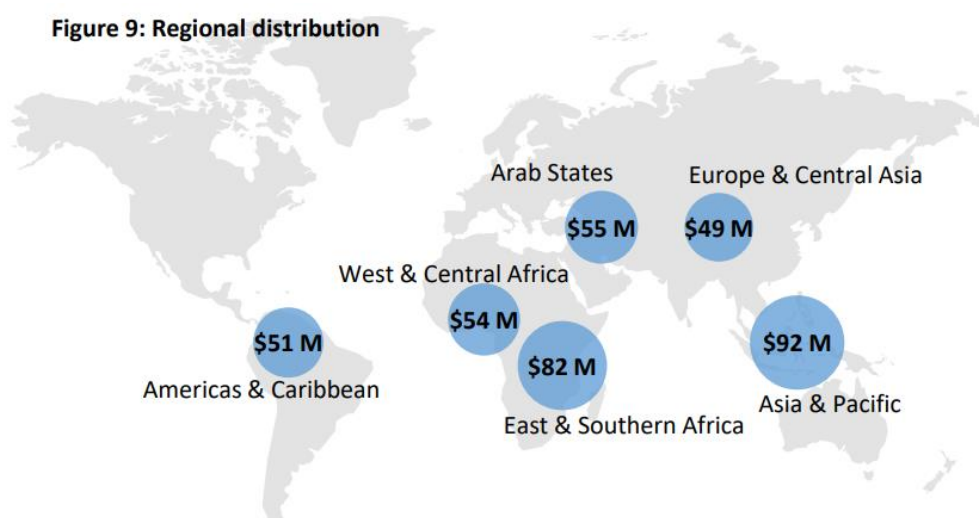 Figure 9: Regional distribution
Arab States
Europe & Central Asia
$55 M
$49 M
West & Central Africa
$54 M
$51 M
$82 M
$92 M
Americas & Caribbean
East & Southern Africa
Asia & Pacific